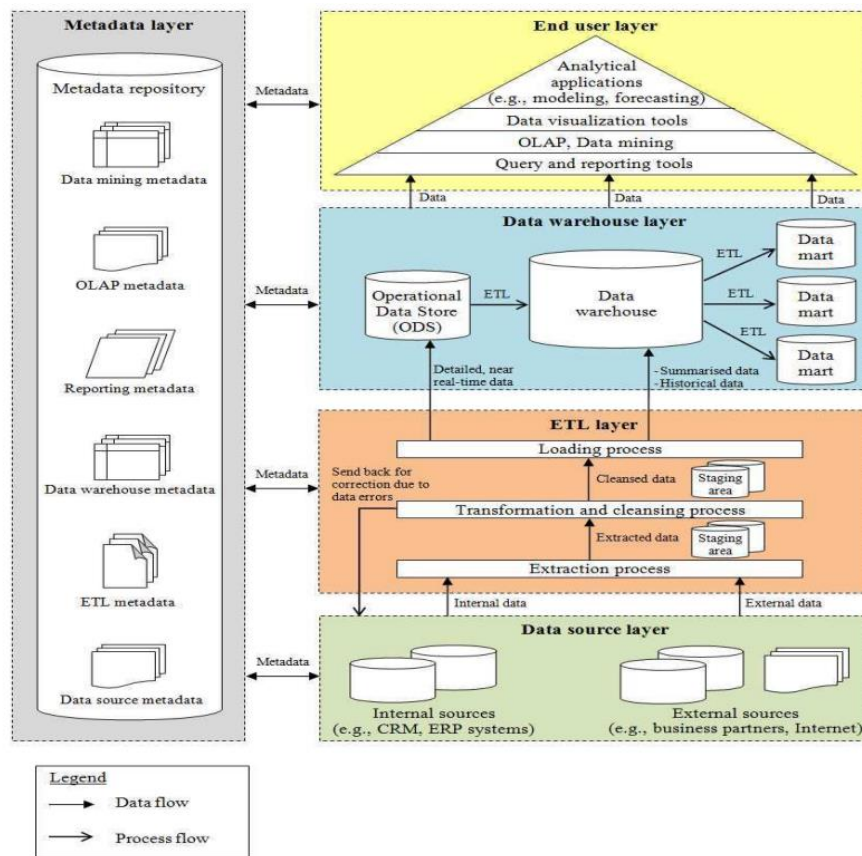 Metadata layer
Metadata repository
Data mining metadata
OLAP metadata
Reporting metadata
Data warehouse metadata
ETL metadata
Data source metadata
Metadata
Metadata
Metadata
Metadata
End user layer
Analytical
applications
(e.g., modeling, forecasting)
Data visualization tools
OLAP, Data mining
Query and reporting tools
Data
Data
Data
Data warehouse layer
Operational
Data Store
(ODS)
ETL
Data
warehouse
ETL
ETL
ETL
Data
mart
Data
mart
Data
mart
Detailed, near
real-time data
-Summarised data
-Historical data
ETL layer
Loading process
Send back for
correction due to
data errors
Cleansed data
Staging
area
Transformation and cleansing process
Extracted data
Staging
area
Extraction process
Internal data
External data
Data source layer
Internal sources
(e.g., CRM, ERP systems)
External sources
(e.g., business partners, Internet)
Legend
Data flow
Process flow